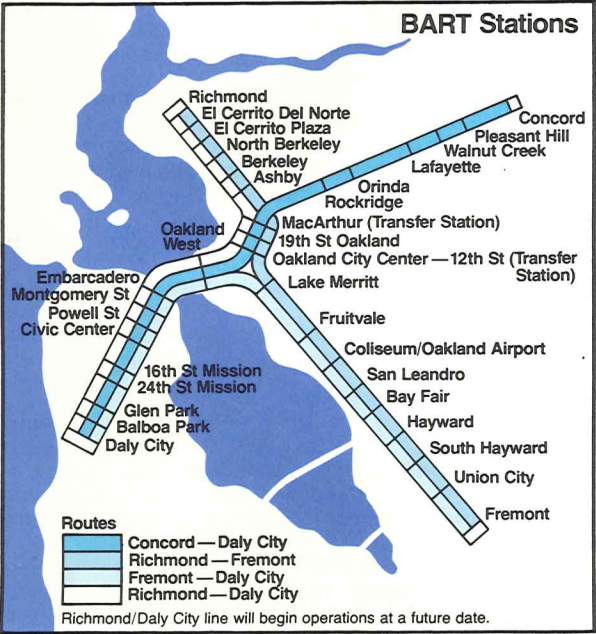 BART Stations
Richmond
El Cerrito Del Norte
El Cerrito Plaza
North Berkeley
Berkeley
Ashby
Concord
Pleasant Hill
Walnut Creek
Lafayette
Orinda
Rockridge
MacArthur (Transfer Station)
19th St Oakland
Oakland City Center — 12th St (Transfer
Station)
Oakland
West
Lake Merritt
Embarcadero
Montgomery St
Powell St
Civic Center
16th St Mission
24th St Mission
Glen Park
Balboa Park
Daly City
Fruitvale
Coliseum/Oakland Airport
San Leandro
Bay Fair
Hayward
South Hayward
Union City
Fremont
Routes
Concord — Daly City
Richmond — Fremont
Fremont — Daly City
Richmond — Daly City
Richmond/Daly City line will begin operations at a future date.